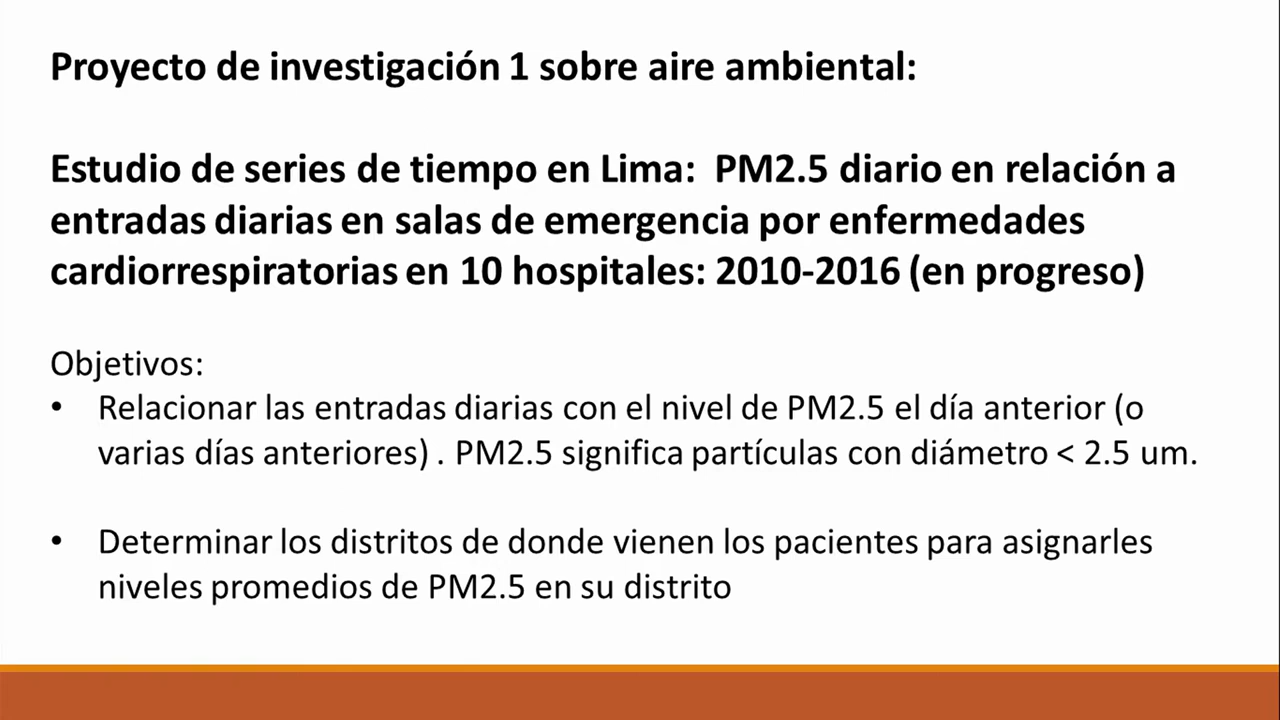 Proyecto de investigación 1 sobre aire ambiental:
Estudio de series de tiempo en Lima: PM2.5 diario en relación a
entradas diarias en salas de emergencia por enfermedades
cardiorrespiratorias en 10 hospitales: 2010-2016 (en progreso)
Objetivos:
• Relacionar las entradas diarias con el nivel de PM2.5 el día anterior (o
varias días anteriores) . PM2.5 significa partículas con diámetro < 2.5 um.
• Determinar los distritos de donde vienen los pacientes para asignarles
niveles promedios de PM2.5 en su distrito